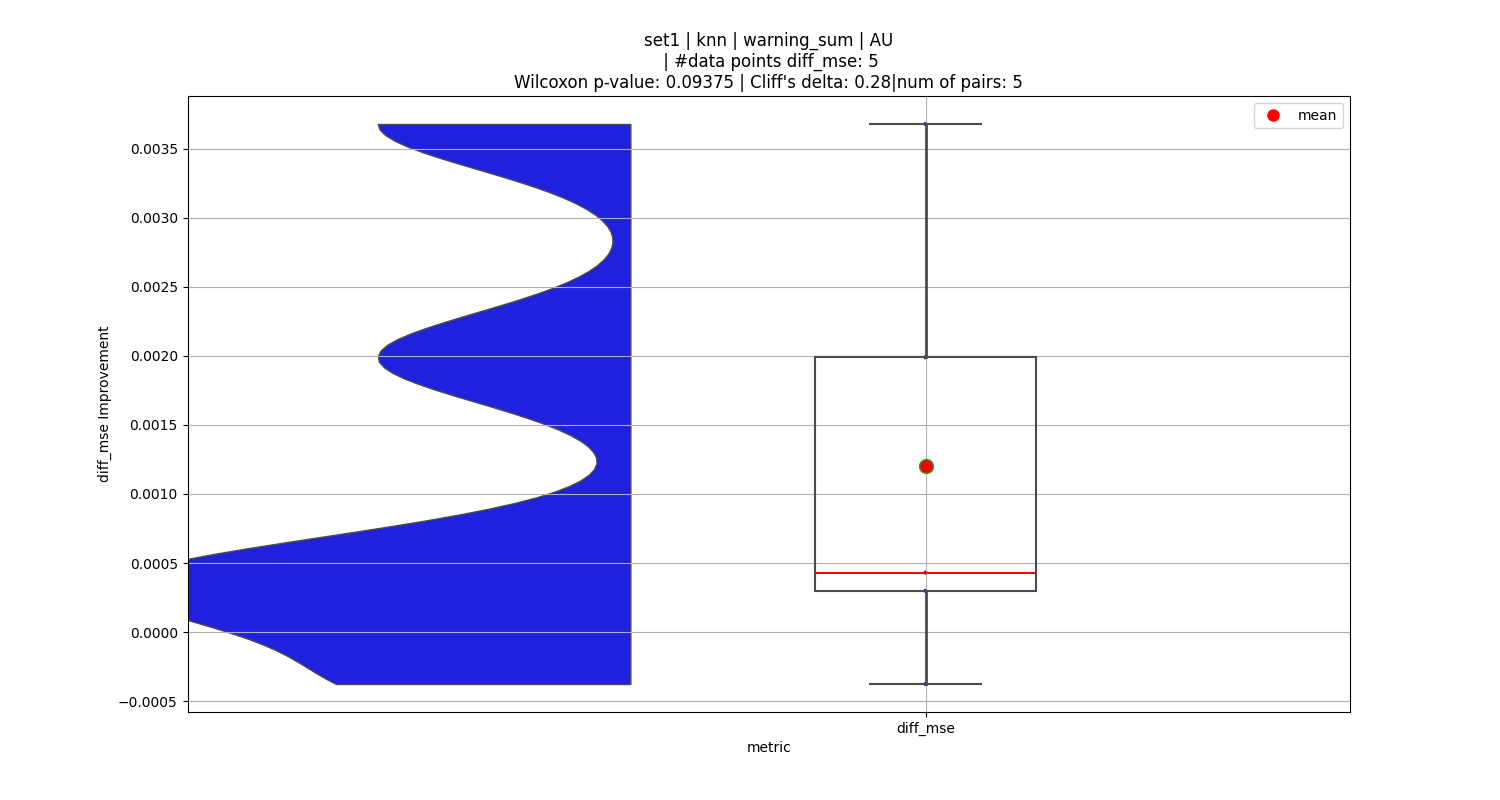 set1 | knn | warning_sum | AU
| #data points diff_mse: 5
Wilcoxon p-value: 0.09375 | Cliff's delta: 0.28|num of pairs: 5
mean
0.0035
0.0030
0.0025
0.0020
0.0015
0.0010
0.0005
0.0000
−0.0005
diff_mse Improvement
diff_mse
metric